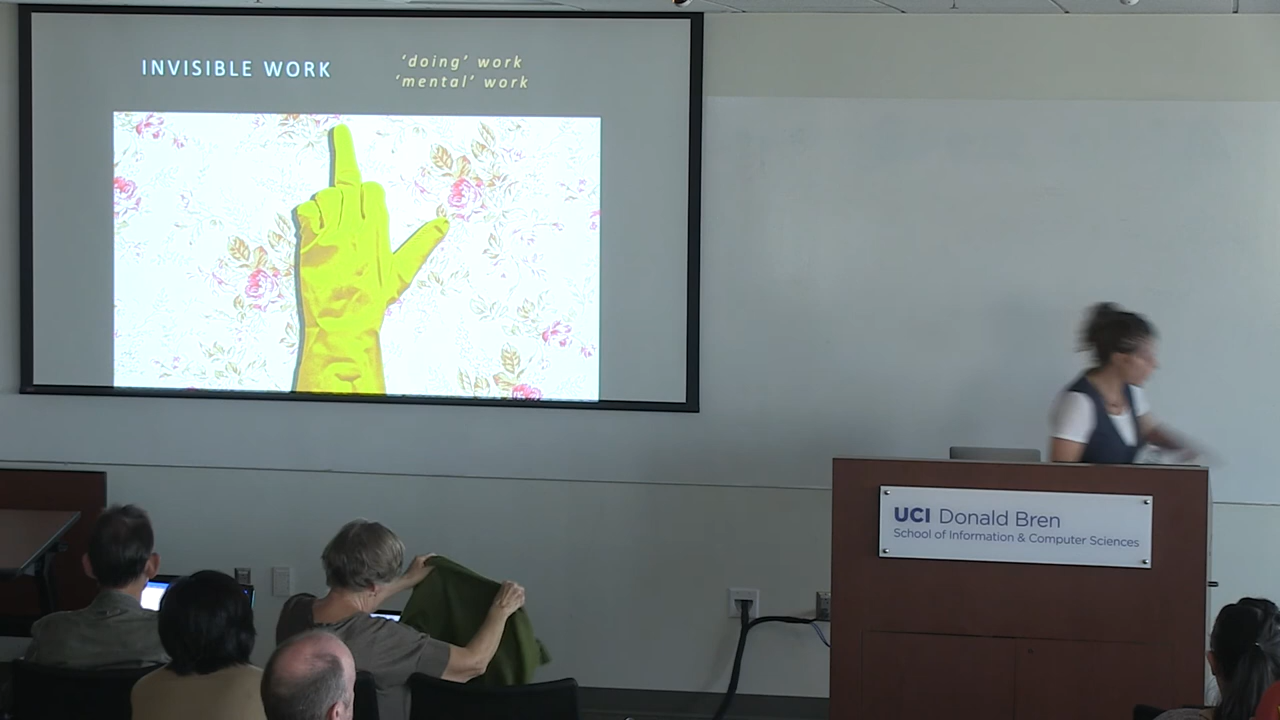 INVISIBLE WORK
‘doing’ work
‘mental’ work
UCI Donald Bren
School of Information & Computer Sciences